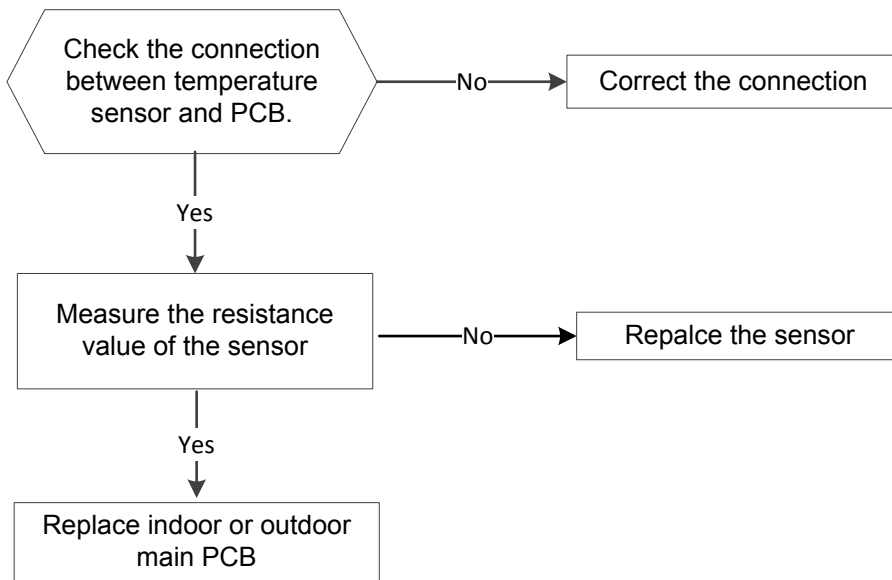 Check the connection
between temperature
sensor and PCB.
No
Correct the connection
Yes
Measure the resistance
value of the sensor
No
Repalce the sensor
Yes
Replace indoor or outdoor
main PCB